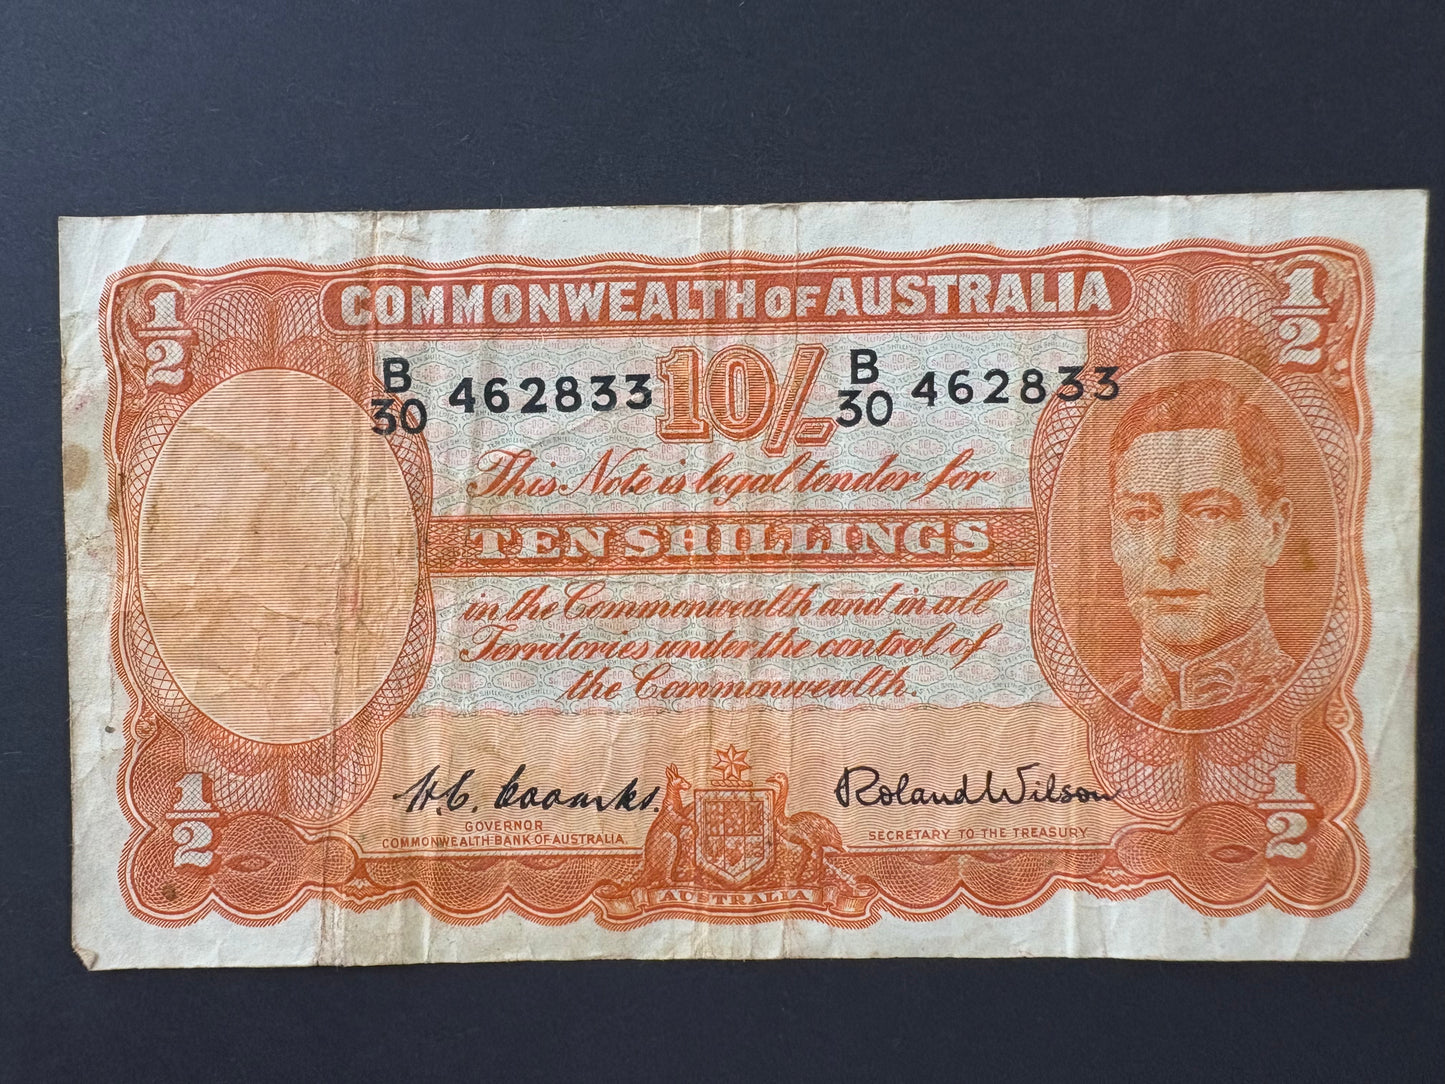 1/2
1/2
COMMONWEALTH OF AUSTRALIA
B/30 462833 10/- B/30 462833
This Note is legal tender for
TEN SHILLINGS
in the Commonwealth and in all
Territories under the control of
the Commonwealth.
H.C. Coombs.
GOVERNOR
COMMONWEALTH BANK OF AUSTRALIA
Roland Wilson
SECRETARY TO THE TREASURY
AUSTRALIA
1/2
1/2